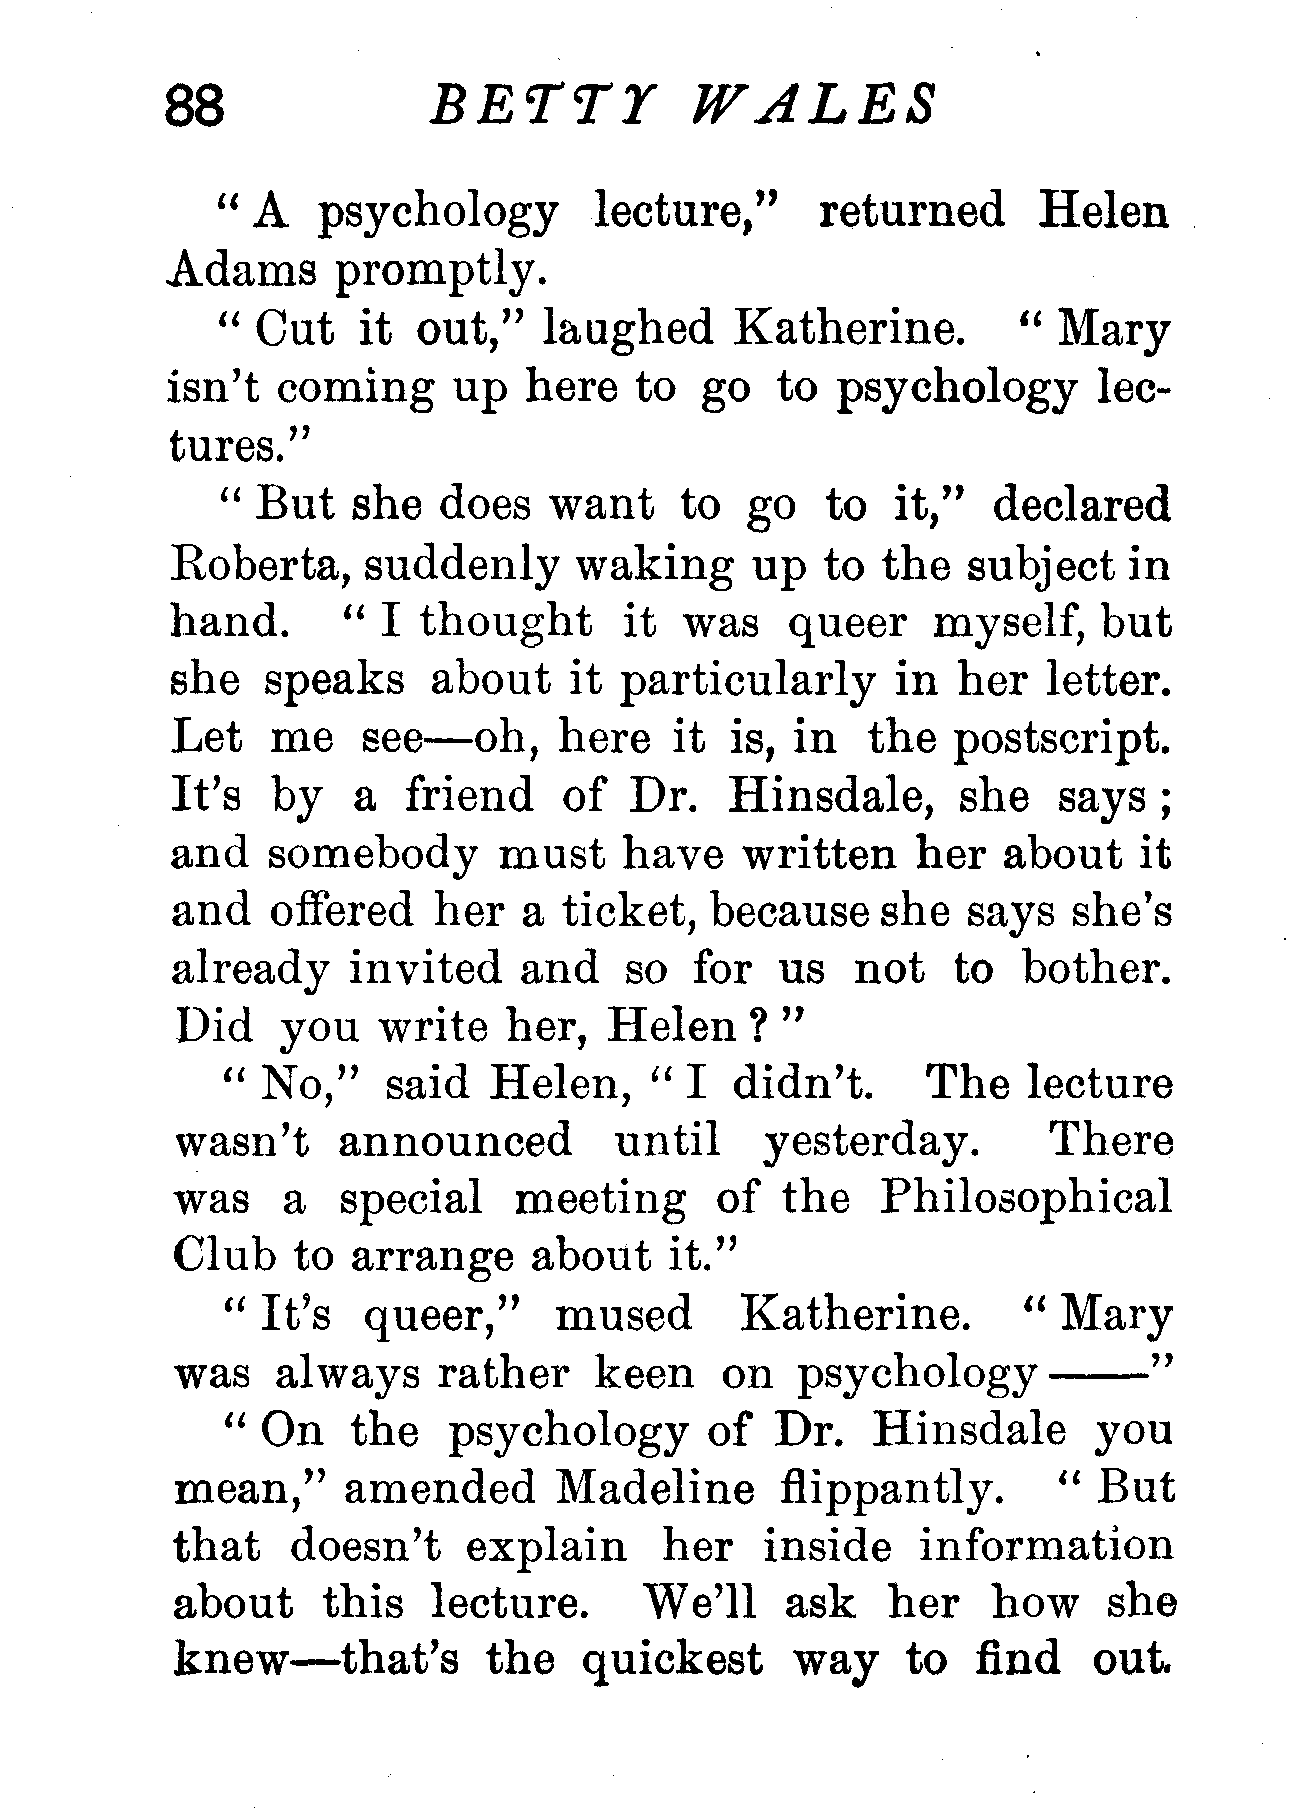 88 BETTY WALES
" A psychology lecture," returned Helen
Adams promptly.
" Cut it out," laughed Katherine. " Mary
isn't coming up here to go to psychology lec-
tures."
" But she does want to go to it," declared
Roberta, suddenly waking up to the subject in
hand. " I thought it was queer myself, but
she speaks about it particularly in her letter.
Let me see—oh, here it is, in the postscript.
It's by a friend of Dr. Hinsdale, she says ;
and somebody must have written her about it
and offered her a ticket, because she says she's
already invited and so for us not to bother.
Did you write her, Helen ? "
" No," said Helen, " I didn't. The lecture
wasn't announced until yesterday. There
was a special meeting of the Philosophical
Club to arrange about it."
" It's queer," mused Katherine. " Mary
was always rather keen on psychology ——"
" On the psychology of Dr. Hinsdale you
mean," amended Madeline flippantly. " But
that doesn't explain her inside information
about this lecture. We'll ask her how she
knew—that's the quickest way to find out.